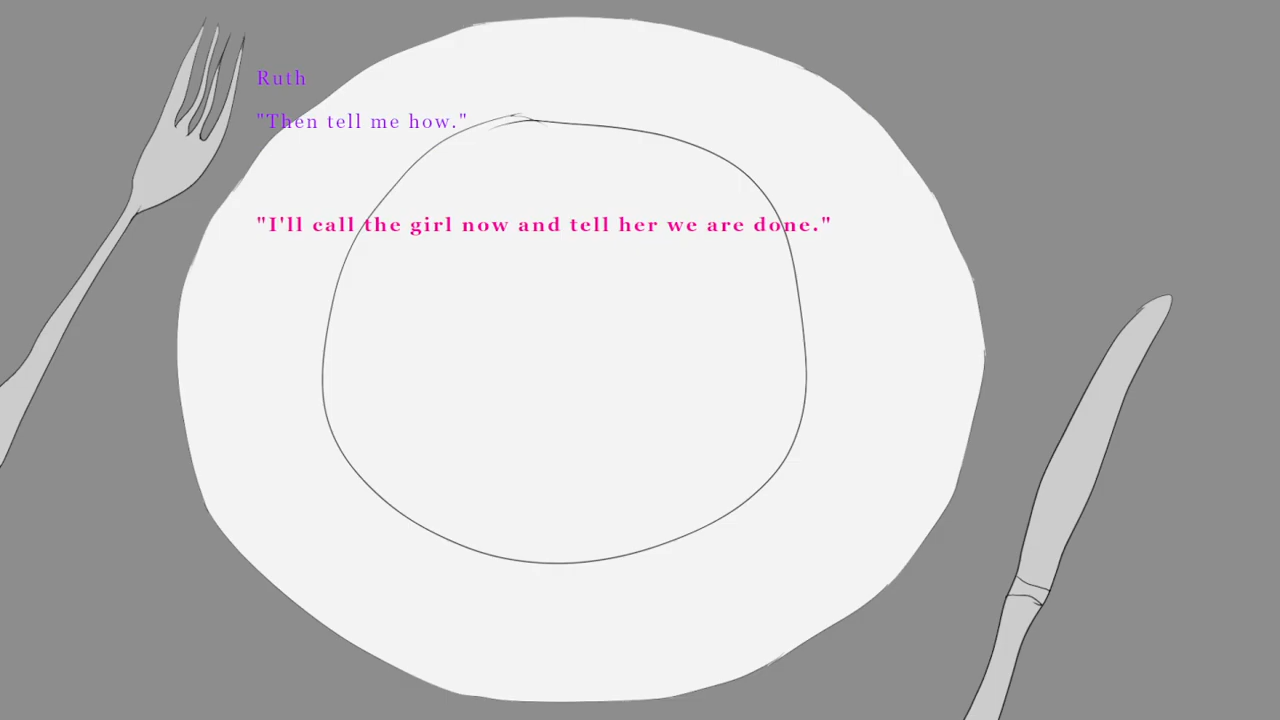 Ruth
"Then tell me how."
"I'll call the girl now and tell her we are done."